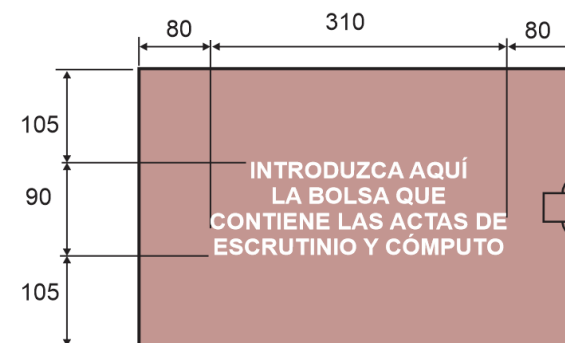 80 310 80
105
90
105
INTRODUZCA AQUÍ
LA BOLSA QUE
CONTIENE LAS ACTAS DE
ESCRUTINIO Y CÓMPUTO